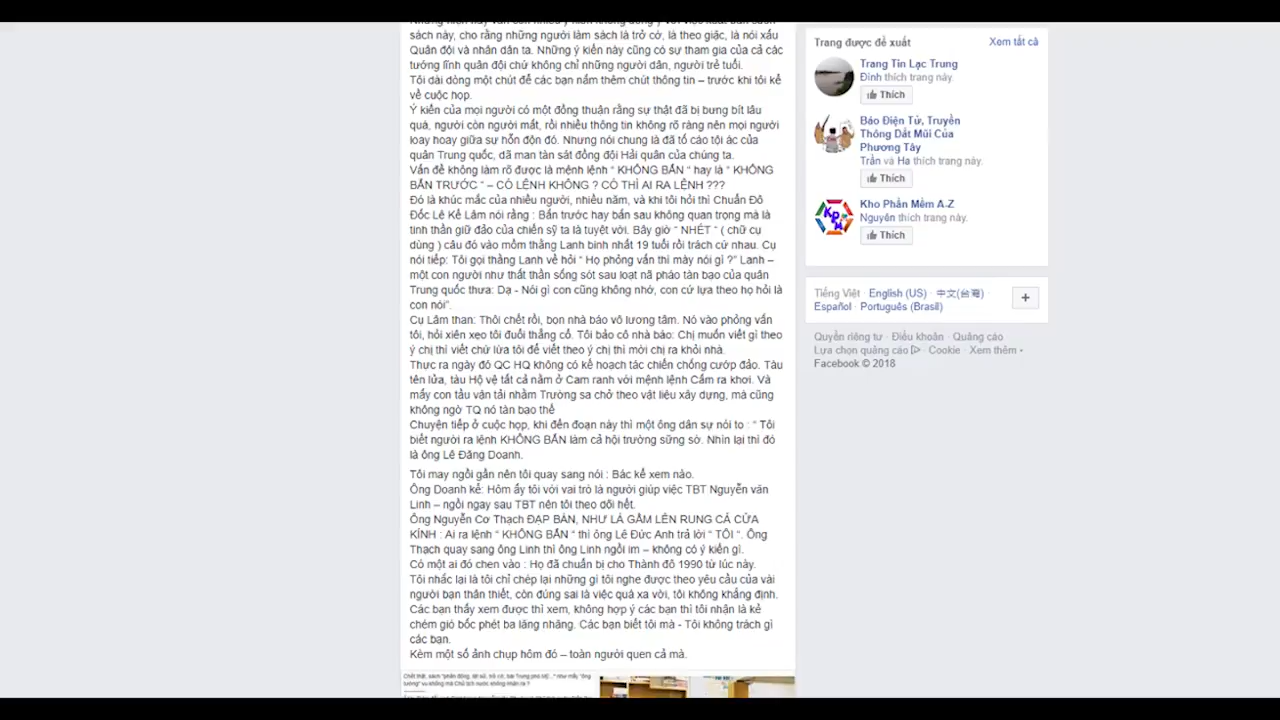 sách này, cho rằng những người làm sách là trở cờ, là theo giặc, là nói xấu
Quân đội và nhân dân ta. Những ý kiến này cũng có sự tham gia của cả các
tướng lĩnh quân đội chứ không chỉ những người dân, người trẻ tuổi.
Tôi dài dòng một chút để các bạn nắm thêm chút thông tin – trước khi tôi kể
về cuộc họp.
Ý kiến của mọi người có một đồng thuận rằng sự thật đã bị bưng bít lâu
quá, người còn người mất, rồi nhiều thông tin không rõ ràng nên mọi người
loay hoay giữa sự hỗn độn đó. Nhưng nói chung là đã tố cáo tội ác của
quân Trung quốc, dã man tàn sát đồng đội Hải quân của chúng ta.
Vấn đề không làm rõ được là mệnh lệnh “ KHÔNG BẮN “ hay là “ KHÔNG
BẮN TRƯỚC “ – CÓ LỆNH KHÔNG ? CÓ THÌ AI RA LỆNH ???
Đó là khúc mắc của nhiều người, nhiều năm, và khi tôi hỏi thì Chuẩn Đô
Đốc Lê Kế Lâm nói rằng : Bắn trước hay bắn sau không quan trọng mà là
tinh thần giữ đảo của chiến sỹ ta là tuyệt vời. Bây giờ “ NHÉT “ ( chữ cụ
dùng ) câu đó vào mồm thằng Lanh binh nhất 19 tuổi rồi trách cứ nhau. Cụ
nói tiếp: Tôi gọi thằng Lanh về hỏi “ Họ phỏng vấn thì mày nói gì ?” Lanh –
một con người như thất thần sống sót sau loạt nã pháo tàn bạo của quân
Trung quốc thưa: Dạ - Nói gì con cũng không nhớ, con cứ lựa theo họ hỏi là
con nói”.
Cụ Lâm than: Thôi chết rồi, bọn nhà báo vô lương tâm. Nó vào phỏng vấn
tôi, hỏi xiên xẹo tôi đuổi thẳng cổ. Tôi bảo cô nhà báo: Chị muốn viết gì theo
ý chị thì viết chứ lừa tôi để viết theo ý chị thì mời chị ra khỏi nhà.
Thực ra ngày đó QC HQ không có kế hoạch tác chiến chống cướp đảo. Tàu
tên lửa, tàu Hộ vệ tất cả nằm ở Cam ranh với mệnh lệnh Cấm ra khơi. Và
mấy con tầu vận tải nhằm Trường sa chở theo vật liệu xây dựng, mà cũng
không ngờ TQ nó tàn bạo thế
Chuyện tiếp ở cuộc họp, khi đến đoạn này thì một ông dân sự nói to : “ Tôi
biết người ra lệnh KHÔNG BẮN làm cả hội trường sững sờ. Nhìn lại thì đó
là ông Lê Đăng Doanh.
Tôi may ngồi gần nên tôi quay sang nói : Bác kể xem nào.
Ông Doanh kể: Hôm ấy tôi với vai trò là người giúp việc TBT Nguyễn văn
Linh – ngồi ngay sau TBT nên tôi theo dõi hết.
Ông Nguyễn Cơ Thạch ĐẬP BÀN, NHƯ LÀ GẦM LÊN RUNG CẢ CỬA
KÍNH : Ai ra lệnh “ KHÔNG BẮN “ thì ông Lê Đức Anh trả lời “ TÔI “. Ông
Thạch quay sang ông Linh thì ông Linh ngồi im – không có ý kiến gì.
Có một ai đó chen vào : Họ đã chuẩn bị cho Thành đô 1990 từ lúc này.
Tôi nhắc lại là tôi chỉ chép lại những gì tôi nghe được theo yêu cầu của vài
người bạn thân thiết, còn đúng sai là việc quá xa vời, tôi không khẳng định.
Các bạn thấy xem được thì xem, không hợp ý các bạn thì tôi nhận là kẻ
chém gió bốc phét ba lăng nhăng. Các bạn biết tôi mà - Tôi không trách gì
các bạn.
Kèm một số ảnh chụp hôm đó – toàn người quen cả mà.
Trang được đề xuất
Xem tất cả
Trang Tin Lạc Trung
Đinh thích trang này.
Thích
Báo Điện Tử, Truyền
Thông Dắt Mũi Của
Phương Tây
Trần và Ha thích trang này.
Thích
Kho Phần Mềm A-Z
Nguyên thích trang này.
Thích
Tiếng Việt · English (US) · 中文(台灣) ·
Español · Português (Brasil)
Quyền riêng tư · Điều khoản · Quảng cáo
Lựa chọn quảng cáo · Cookie · Xem thêm
Facebook © 2018